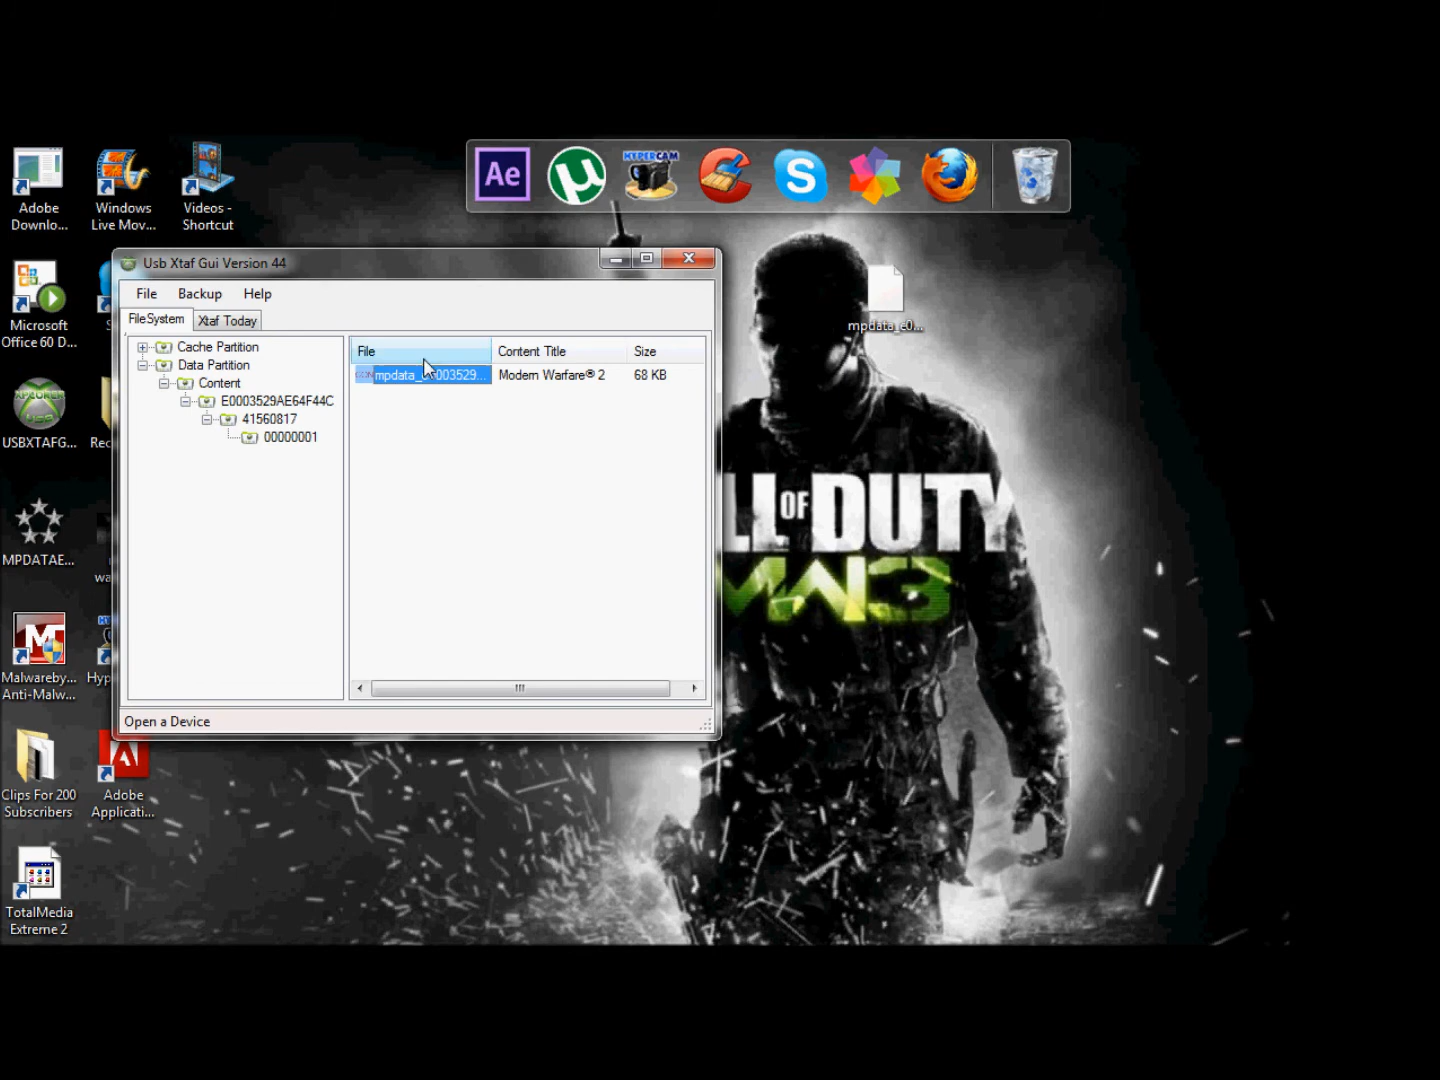 Ae
HYPERCAM
S
Adobe
Downlo...
Windows
Live Mov...
Videos -
Shortcut
Microsoft
Office 60 D...
USBXTAFG...
MPDATAE...
Malwareby...
Anti-Malw...
Clips For 200
Subscribers
Adobe
Applicati...
TotalMedia
Extreme 2
Usb Xtaf Gui Version 44
File Backup Help
FileSystem Xtaf Today
Cache Partition
Data Partition
Content
E0003529AE64F44C
41560817
00000001
File Content Title Size
Modern Warfare® 2 68 KB
Open a Device
mpdata_e0...
LL OF DUTY
MW3